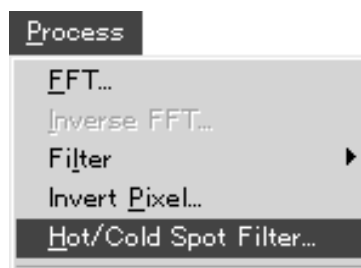 Process
FFT...
Inverse FFT...
Filter
Invert Pixel...
Hot/Cold Spot Filter...